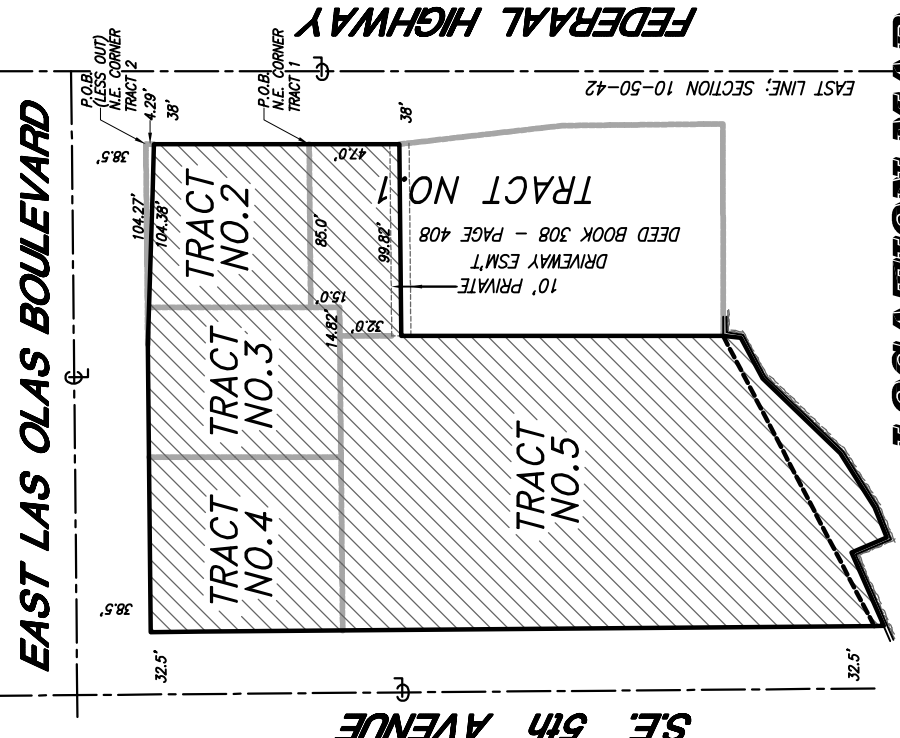 FEDERAAL HIGHWAY
EAST LINE; SECTION 10-50-42
P.O.B.
(LESS OUT)
N.E. CORNER
TRACT 2
4.29'
38'
P.O.B.
N.E. CORNER
TRACT 1
38'
38.5'
104.27'
104.38'
EAST LAS OLAS BOULEVARD
TRACT
NO.2
85.0'
47.0'
99.82'
15.0'
14.82'
32.0'
TRACT NO. 1
DEED BOOK 308 - PAGE 408
DRIVEWAY ESM'T
10' PRIVATE
TRACT
NO.3
TRACT
NO.4
TRACT
NO.5
38.5'
32.5'
32.5'
S.E. 5th AVENUE